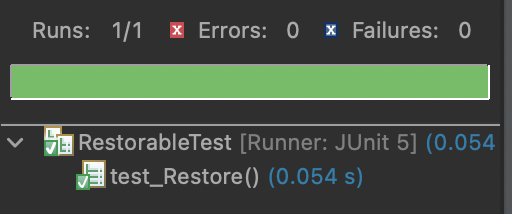 Runs: 1/1 Errors: 0 Failures: 0
RestorableTest [Runner: JUnit 5] (0.054
test_Restore() (0.054 s)